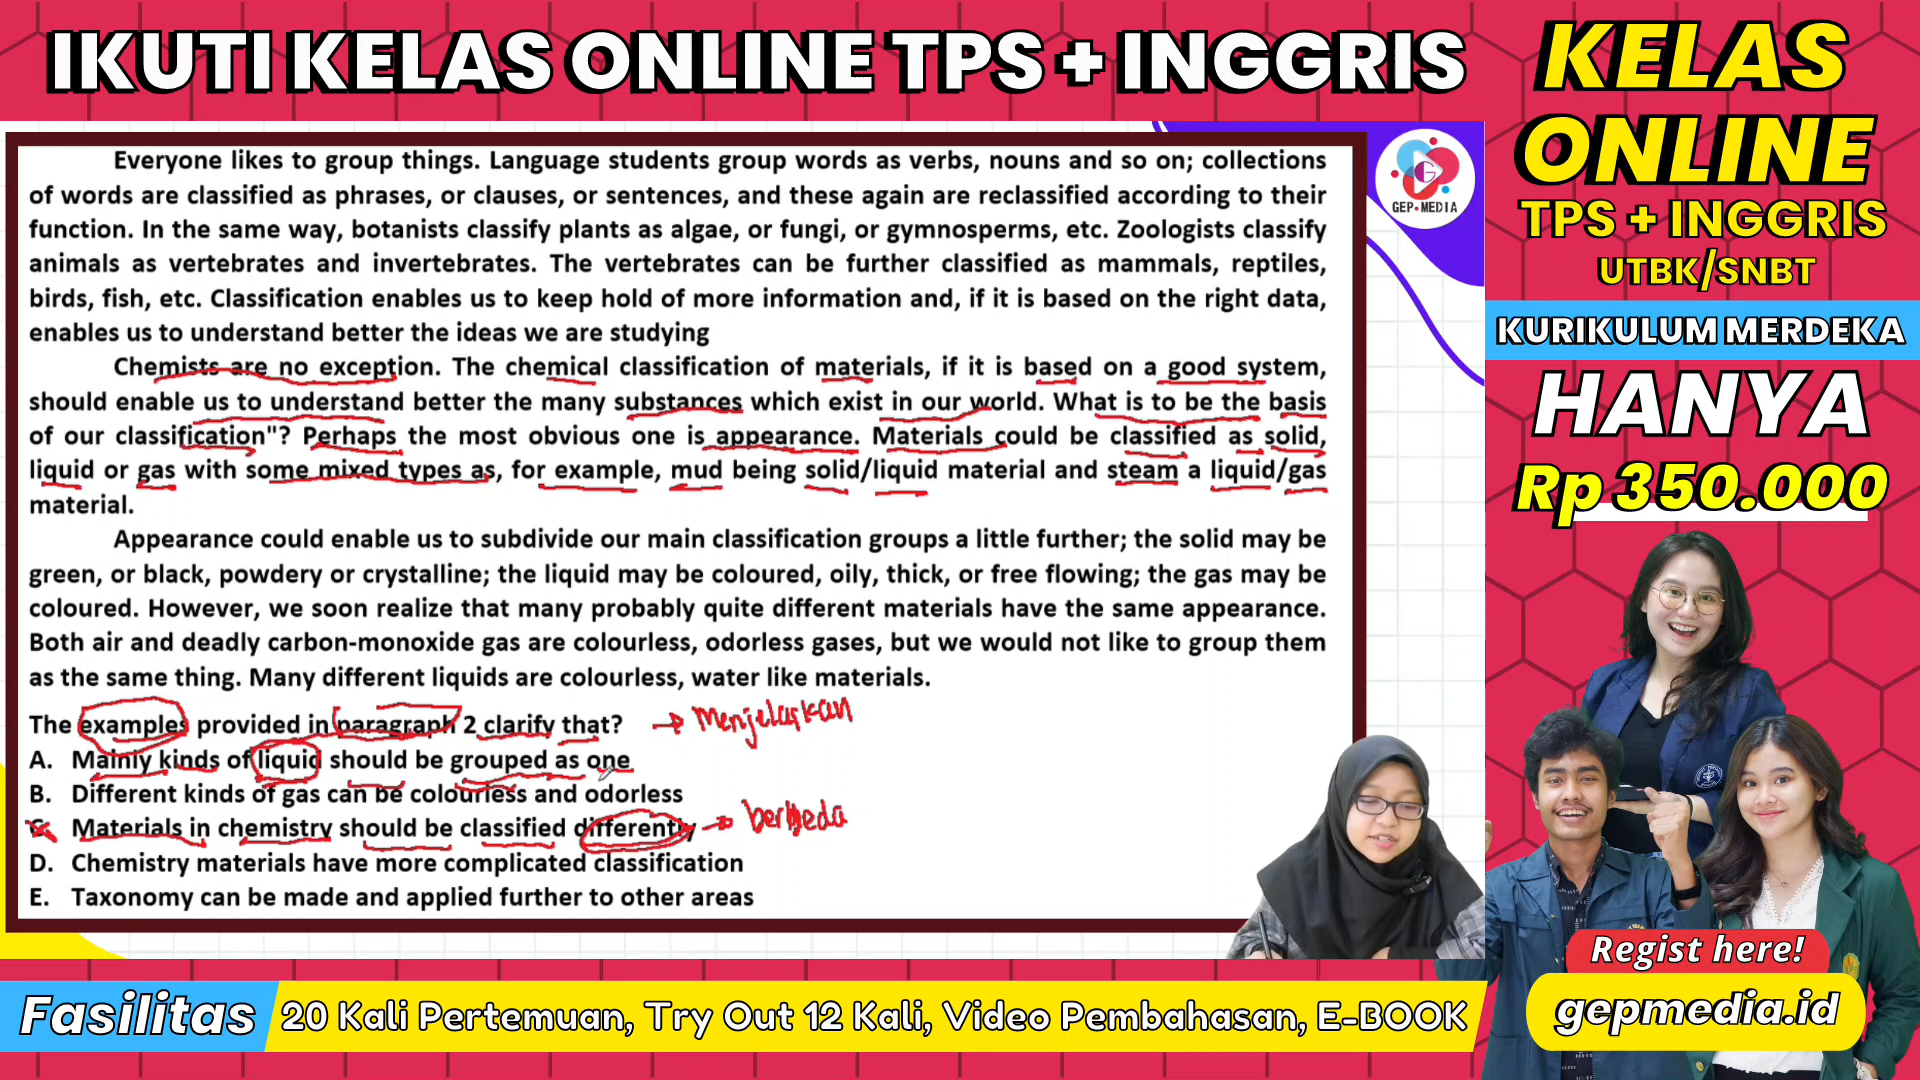 IKUTI KELAS ONLINE TPS + INGGRIS
KELAS
ONLINE
TPS + INGGRIS
UTBK/SNBT
KURIKULUM MERDEKA
HANYA
Rp 350.000
G
GEP•MEDIA
Everyone likes to group things. Language students group words as verbs, nouns and so on; collections
of words are classified as phrases, or clauses, or sentences, and these again are reclassified according to their
function. In the same way, botanists classify plants as algae, or fungi, or gymnosperms, etc. Zoologists classify
animals as vertebrates and invertebrates. The vertebrates can be further classified as mammals, reptiles,
birds, fish, etc. Classification enables us to keep hold of more information and, if it is based on the right data,
enables us to understand better the ideas we are studying
Chemists are no exception. The chemical classification of materials, if it is based on a good system,
should enable us to understand better the many substances which exist in our world. What is to be the basis
of our classification"? Perhaps the most obvious one is appearance. Materials could be classified as solid,
liquid or gas with some mixed types as, for example, mud being solid/liquid material and steam a liquid/gas
material.
Appearance could enable us to subdivide our main classification groups a little further; the solid may be
green, or black, powdery or crystalline; the liquid may be coloured, oily, thick, or free flowing; the gas may be
coloured. However, we soon realize that many probably quite different materials have the same appearance.
Both air and deadly carbon-monoxide gas are colourless, odorless gases, but we would not like to group them
as the same thing. Many different liquids are colourless, water like materials.
The examples provided in paragraph 2 clarify that? → Menjelaskan
A. Mainly kinds of liquid should be grouped as one
B. Different kinds of gas can be colourless and odorless
C. Materials in chemistry should be classified differently → berbeda
D. Chemistry materials have more complicated classification
E. Taxonomy can be made and applied further to other areas
Regist here!
gepmedia.id
Fasilitas
20 Kali Pertemuan, Try Out 12 Kali, Video Pembahasan, E-BOOK